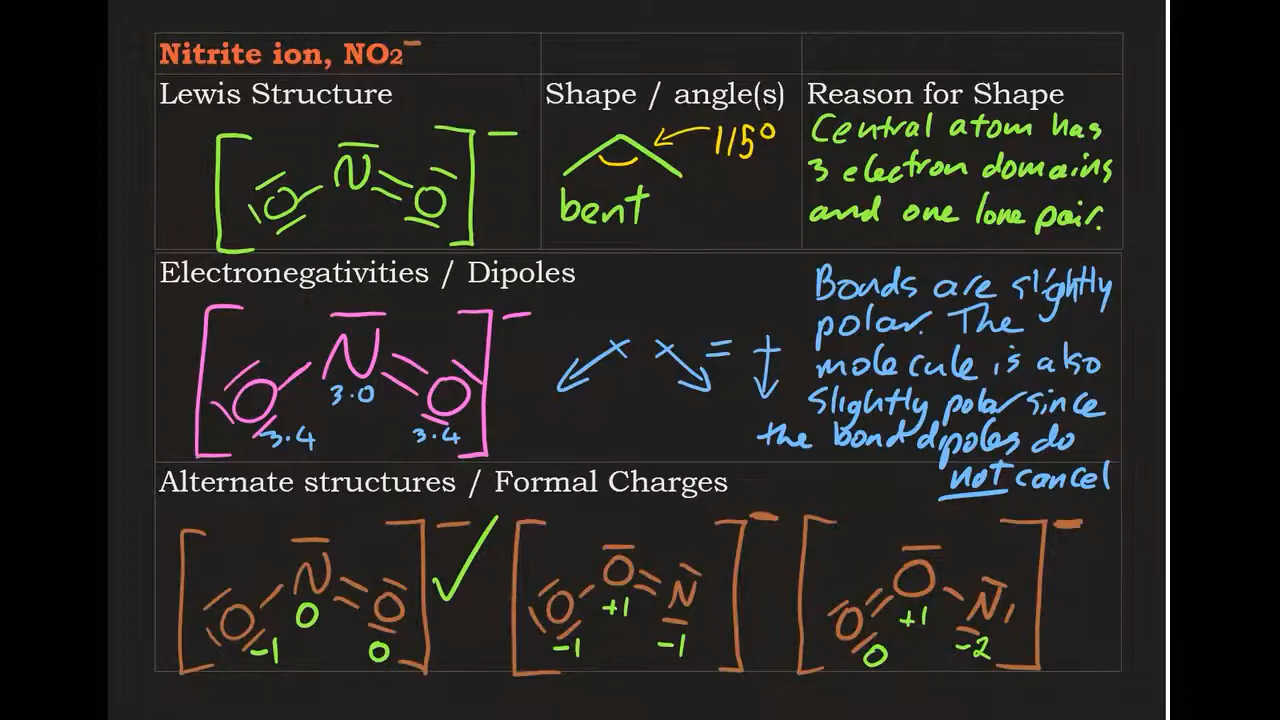 Nitrite ion, NO₂⁻
Lewis Structure
Shape / angle(s)
Reason for Shape
[O N O]⁻
115°
bent
Central atom has
3 electron domains
and one lone pair.
Electronegativities / Dipoles
[O N O]⁻
3.4 3.0 3.4
=
Bonds are slightly
polar. The
molecule is also
slightly polar since
the bond dipoles do
not cancel
Alternate structures / Formal Charges
[O N O]⁻ ✓
-1 0 0
[O O N]⁻
-1 +1 -1
[O O N]⁻
0 +1 -2